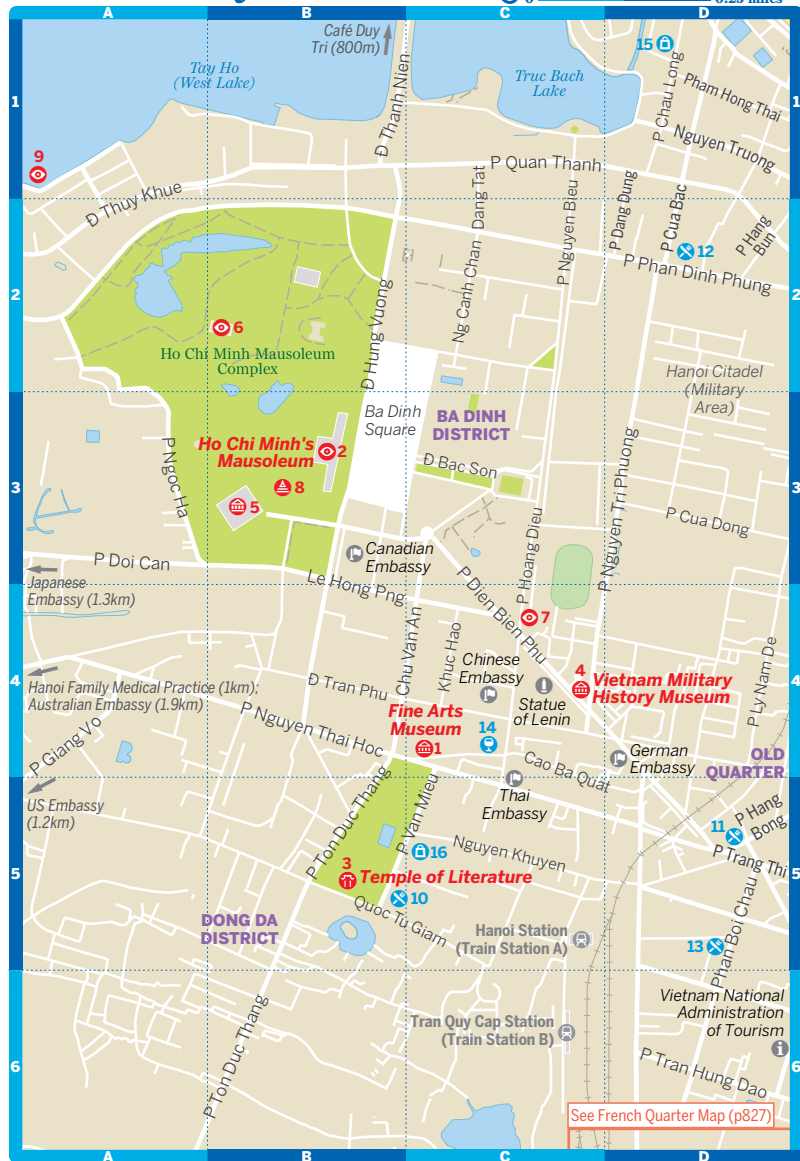 0 0.25 miles
A B C D
Café Duy
Tri (800m)
15
Tay Ho
(West Lake)
Truc Bach
Lake
1
1
Đ Thanh Nien
P Chau Long
Pham Hong Thai
Nguyen Truong
9
P Quan Thanh
Đ Thuy Khue
Dang Tat
P Nguyen Bieu
P Dang Dung
P Cua Bac
P Hang
Bun
12
P Phan Dinh Phung
2
2
Đ Hung Vuong
Ng Canh Chan
6
Ho Chi Minh Mausoleum
Complex
Hanoi Citadel
(Military
Area)
Ba Dinh
Square
BA DINH
DISTRICT
Ho Chi Minh's
Mausoleum
2
P Ngoc Ha
Đ Bac Son
3
3
8
5
P Nguyen Tri Phuong
P Cua Dong
P Hoang Dieu
P Doi Can
Canadian
Embassy
Japanese
Embassy (1.3km)
Le Hong Png
P Dien Bien Phu
7
Chu Van An
Khuc Hao
4
4
P Ly Nam De
Chinese
Embassy
4
Vietnam Military
History Museum
Hanoi Family Medical Practice (1km);
Australian Embassy (1.9km)
Đ Tran Phu
Statue
of Lenin
Fine Arts
Museum
1
14
P Nguyen Thai Hoc
P Giang Vo
Cao Ba Quat
German
Embassy
OLD
QUARTER
US Embassy
(1.2km)
Thai
Embassy
P Ton Duc Thang
P Van Mieu
P Hang
Bong
11
16
Nguyen Khuyen
P Trang Thi
5
5
3
Temple of Literature
10
Quoc Tu Giam
DONG DA
DISTRICT
Hanoi Station
(Train Station A)
Phan Boi Chau
13
Vietnam National
Administration
of Tourism
Tran Quy Cap Station
(Train Station B)
P Ton Duc Thang
6
6
P Tran Hung Dao
See French Quarter Map (p827)
A B C D